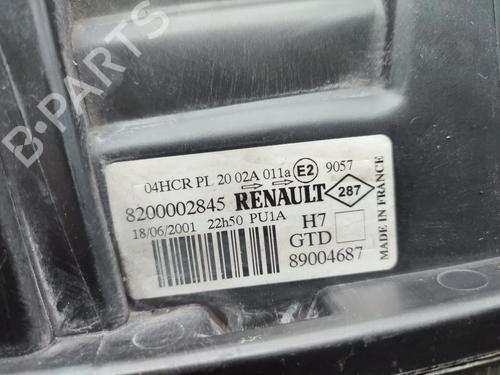 B-PARTS
04HCR PL 20 02A 011a E2 9057
8200002845 RENAULT 287
18/06/2001 22h50 PU1A H7
GTD
89004687
MADE IN FRANCE